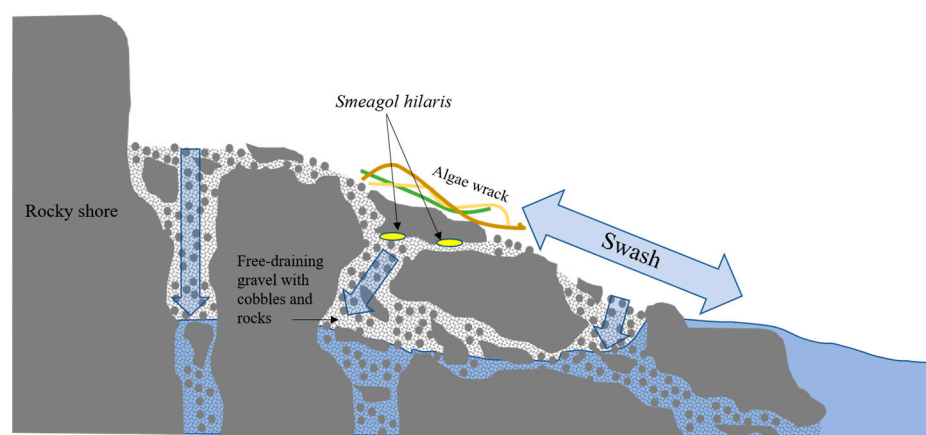 Smeagol hilaris
Algae wrack
Rocky shore
Swash
Free-draining
gravel with
cobbles and
rocks